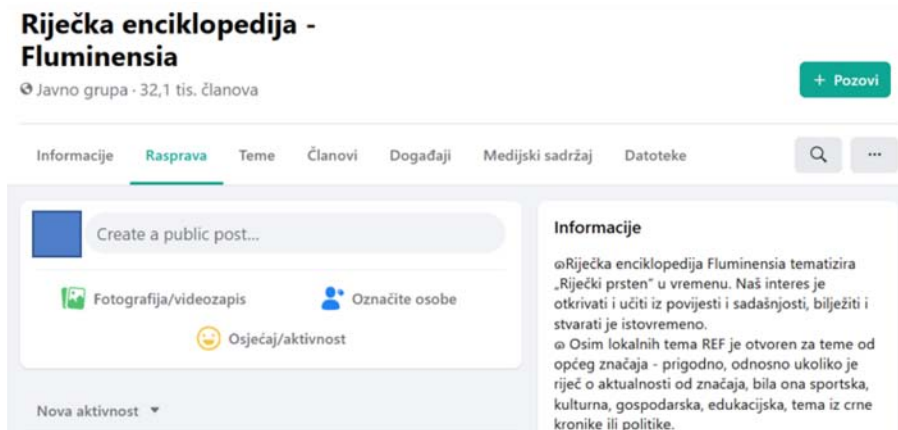 Riječka enciklopedija -
Fluminensia
Javno grupa · 32,1 tis. članova
+ Pozovi
Informacije Rasprava Teme Članovi Događaji Medijski sadržaj Datoteke
Create a public post...
Fotografija/videozapis Označite osobe
Osjećaj/aktivnost
Nova aktivnost
Informacije
Riječka enciklopedija Fluminensia tematizira
„Riječki prsten“ u vremenu. Naš interes je
otkrivati i učiti iz povijesti i sadašnjosti, bilježiti i
stvarati je istovremeno.
Osim lokalnih tema REF je otvoren za teme od
općeg značaja - prigodno, odnosno ukoliko je
riječ o aktualnosti od značaja, bila ona sportska,
kulturna, gospodarska, edukacijska, tema iz crne
kronike ili politike.